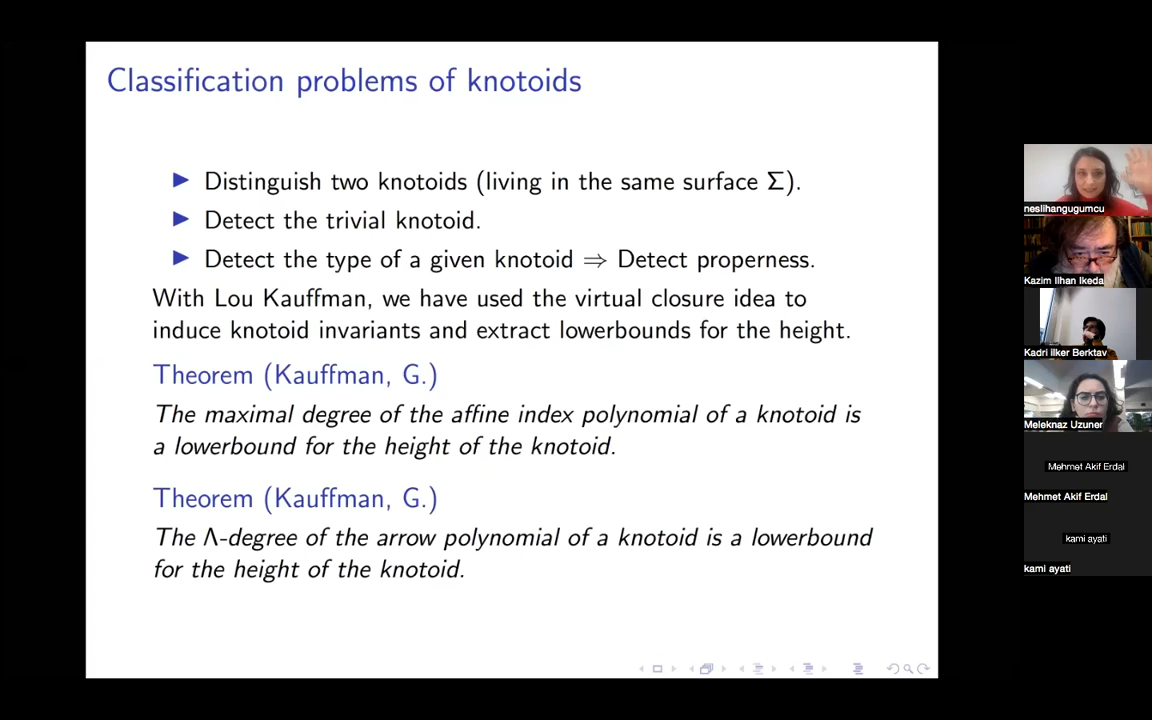 Classification problems of knotoids
▶ Distinguish two knotoids (living in the same surface Σ).
▶ Detect the trivial knotoid.
▶ Detect the type of a given knotoid ⇒ Detect properness.
With Lou Kauffman, we have used the virtual closure idea to
induce knotoid invariants and extract lowerbounds for the height.
Theorem (Kauffman, G.)
The maximal degree of the affine index polynomial of a knotoid is
a lowerbound for the height of the knotoid.
Theorem (Kauffman, G.)
The Λ-degree of the arrow polynomial of a knotoid is a lowerbound
for the height of the knotoid.
neslihangugumcu
Kazim Ilhan Ikeda
Kadri ilker Berktav
Meleknaz Uzuner
Mehmet Akif Erdal
Mehmet Akif Erdal
kami ayati
kami ayati